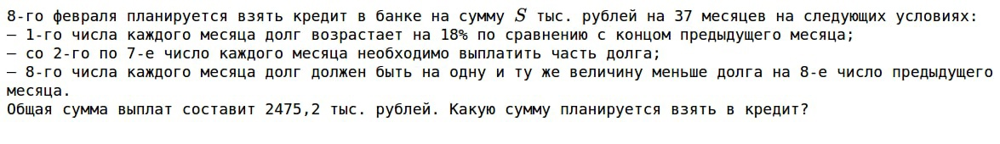 8-го февраля планируется взять кредит в банке на сумму S тыс. рублей на 37 месяцев на следующих условиях:
– 1-го числа каждого месяца долг возрастает на 18% по сравнению с концом предыдущего месяца;
– со 2-го по 7-е число каждого месяца необходимо выплатить часть долга;
– 8-го числа каждого месяца долг должен быть на одну и ту же величину меньше долга на 8-е число предыдущего
месяца.
Общая сумма выплат составит 2475,2 тыс. рублей. Какую сумму планируется взять в кредит?